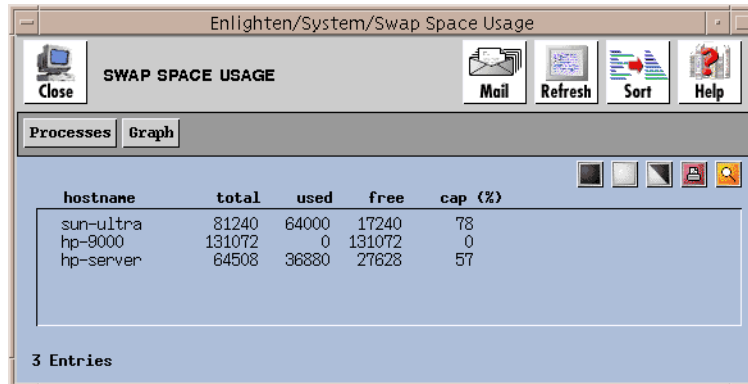 Enlighten/System/Swap Space Usage
Close SWAP SPACE USAGE Mail Refresh Sort Help
Processes Graph
hostname total used free cap (%)
sun-ultra 81240 64000 17240 78
hp-9000 131072 0 131072 0
hp-server 64508 36880 27628 57
3 Entries